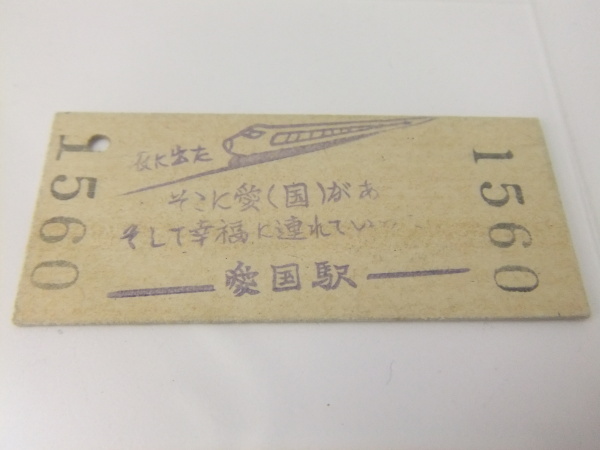 1560
旅に出た
そこに愛(国)があ
そして幸福に連れてい
愛国駅
1560